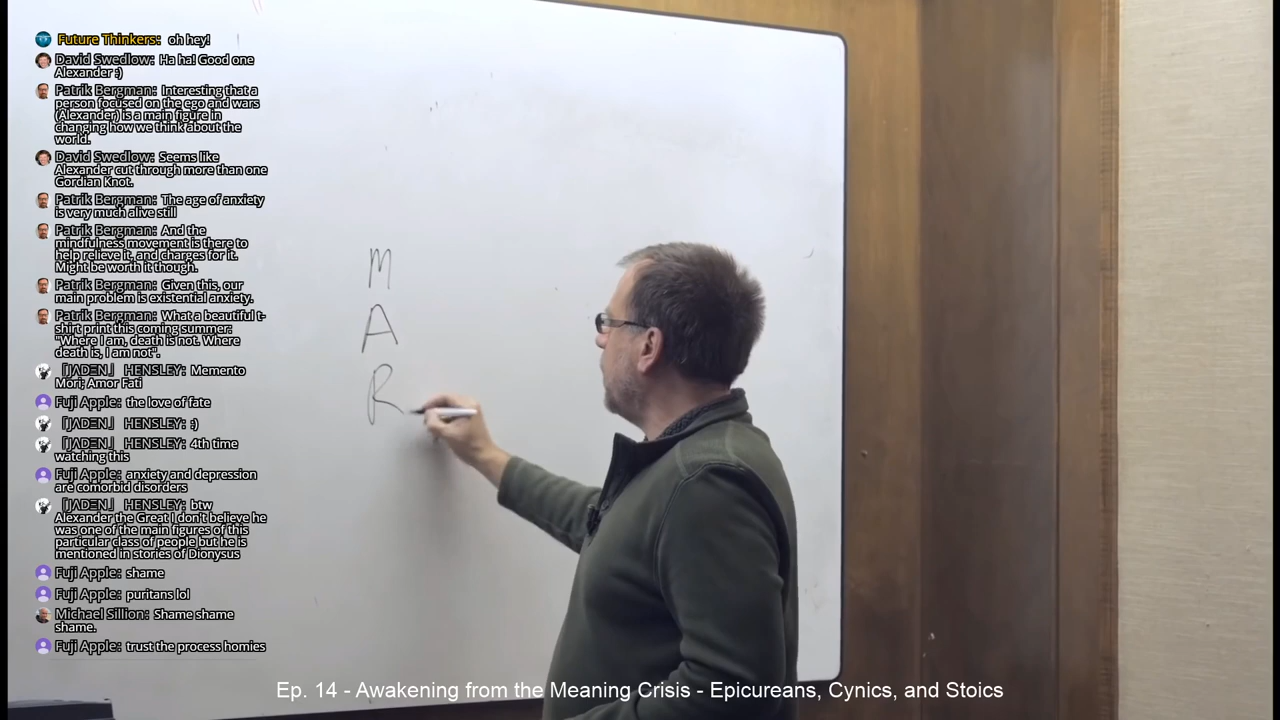 Future Thinkers: oh hey!
David Swedlow: Ha ha! Good one
Alexander :)
Patrik Bergman: Interesting that a
person focused on the ego and wars
(Alexander) is a main figure in
changing how we think about the
world.
David Swedlow: Seems like
Alexander cut through more than one
Gordian Knot.
Patrik Bergman: The age of anxiety
is very much alive still
Patrik Bergman: And the
mindfulness movement is there to
help relieve it, and charges for it.
Might be worth it though.
Patrik Bergman: Given this, our
main problem is existential anxiety.
Patrik Bergman: What a beautiful t-
shirt print this coming summer:
"Where I am, death is not. Where
death is, I am not".
「JΛDΞN」 HENSLEY: Memento
Mori; Amor Fati
Fuji Apple: the love of fate
「JΛDΞN」 HENSLEY: :)
「JΛDΞN」 HENSLEY: 4th time
watching this
Fuji Apple: anxiety and depression
are comorbid disorders
「JΛDΞN」 HENSLEY: btw
Alexander the Great I don't believe he
was one of the main figures of this
particular class of people but he is
mentioned in stories of Dionysus
Fuji Apple: shame
Fuji Apple: puritans lol
Michael Sillion: Shame shame
shame.
Fuji Apple: trust the process homies
M
A
R
Ep. 14 - Awakening from the Meaning Crisis - Epicureans, Cynics, and Stoics